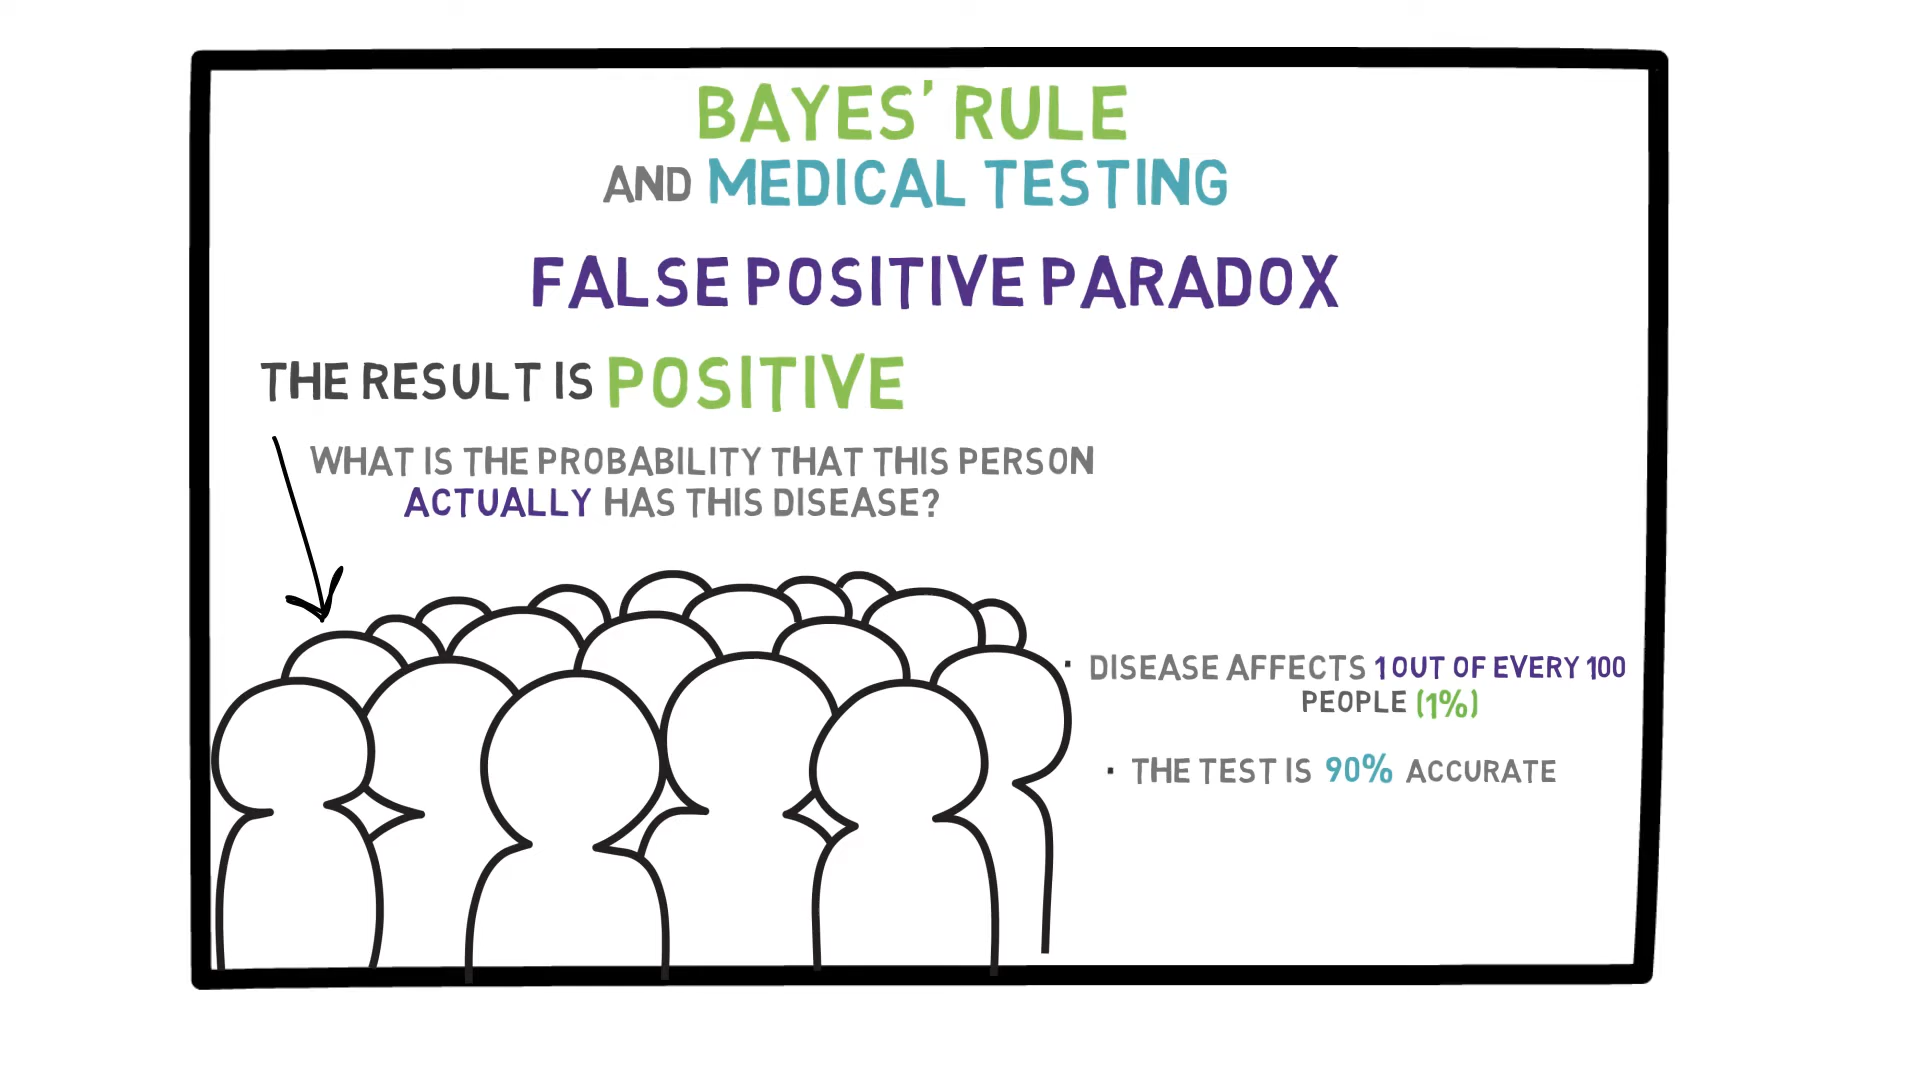 BAYES' RULE
AND MEDICAL TESTING
FALSE POSITIVE PARADOX
THE RESULT IS POSITIVE
WHAT IS THE PROBABILITY THAT THIS PERSON
ACTUALLY HAS THIS DISEASE?
· DISEASE AFFECTS 1 OUT OF EVERY 100
PEOPLE (1%)
· THE TEST IS 90% ACCURATE